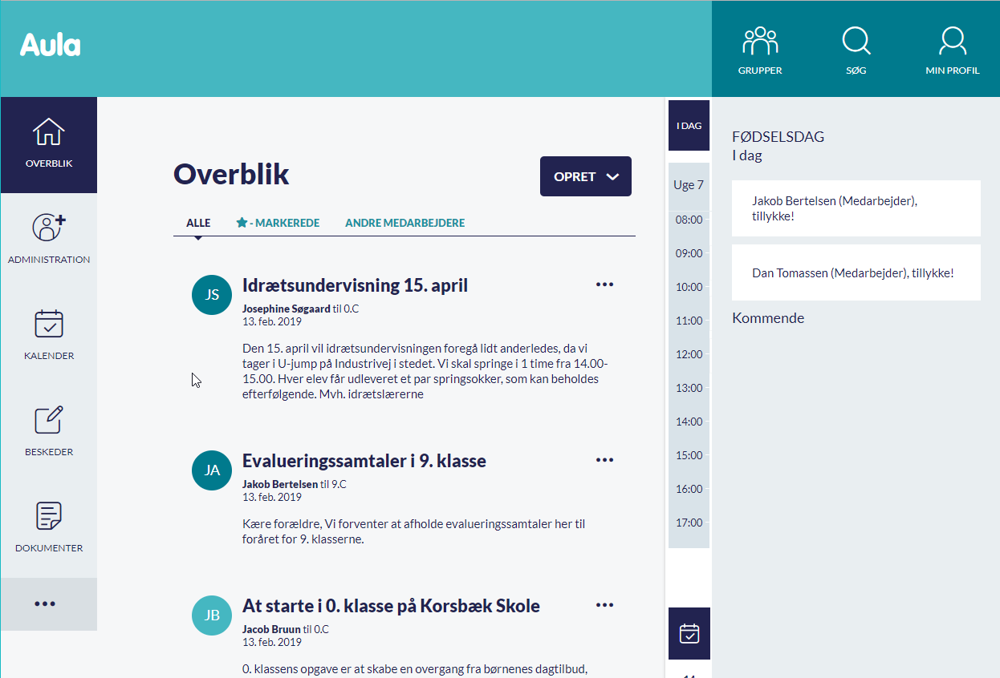 Aula
GRUPPER
SØG
MIN PROFIL
OVERBLIK
ADMINISTRATION
KALENDER
BESKEDER
DOKUMENTER
Overblik
OPRET
ALLE
- MARKEREDE
ANDRE MEDARBEJDERE
JS
Idrætsundervisning 15. april
Josephine Søgaard til 0.C
13. feb. 2019
Den 15. april vil idrætsundervisningen foregå lidt anderledes, da vi
tager i U-jump på Industrivej i stedet. Vi skal springe i 1 time fra 14.00-
15.00. Hver elev får udleveret et par springsokker, som kan beholdes
efterfølgende. Mvh. idrætslærerne
JA
Evalueringssamtaler i 9. klasse
Jakob Bertelsen til 9.C
13. feb. 2019
Kære forældre, Vi forventer at afholde evalueringssamtaler her til
foråret for 9. klasserne.
JB
At starte i 0. klasse på Korsbæk Skole
Jacob Bruun til 0.C
13. feb. 2019
0. klassens opgave er at skabe en overgang fra børnenes dagtilbud,
I DAG
Uge 7
08:00
09:00
10:00
11:00
12:00
13:00
14:00
15:00
16:00
17:00
FØDSELSDAG
I dag
Jakob Bertelsen (Medarbejder),
tillykke!
Dan Tomassen (Medarbejder), tillykke!
Kommende